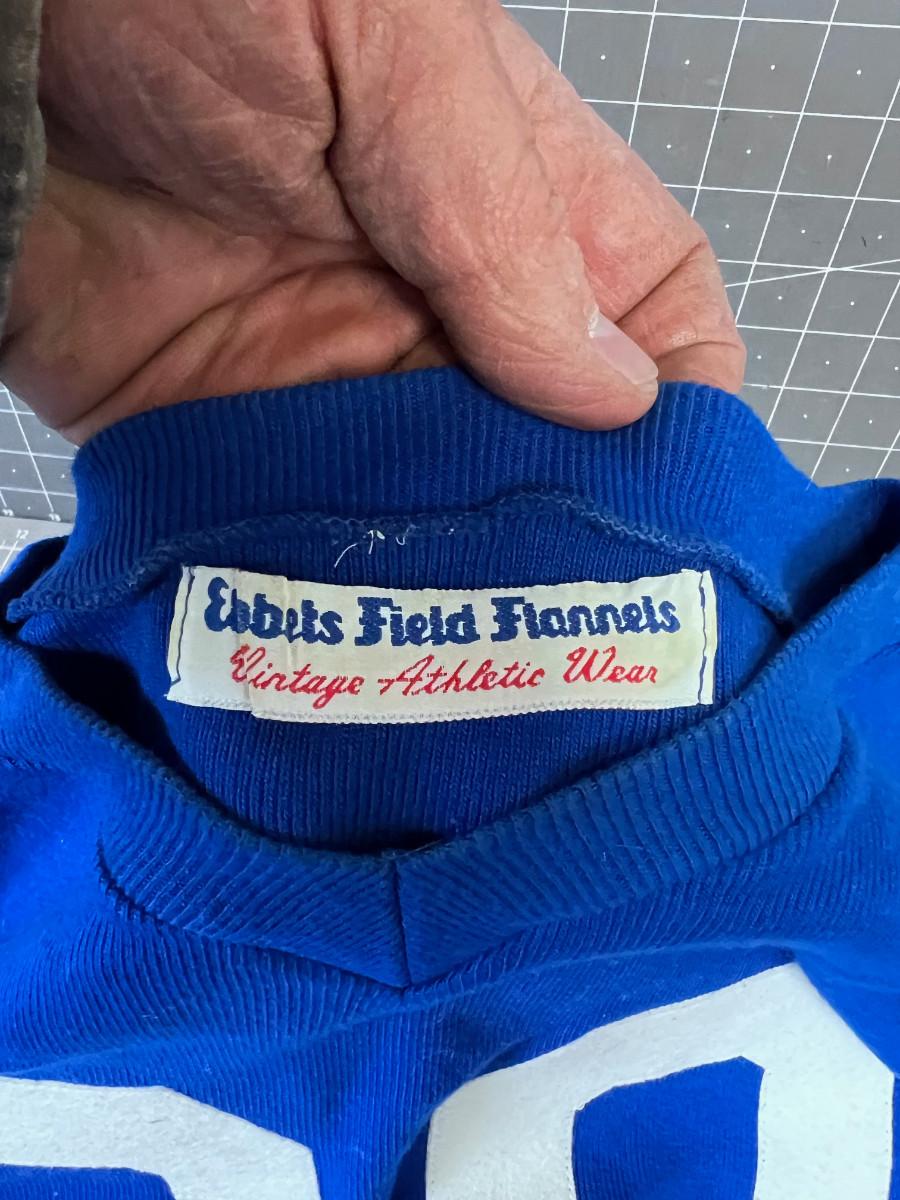 Ebbets Field Flannels
Vintage Athletic Wear